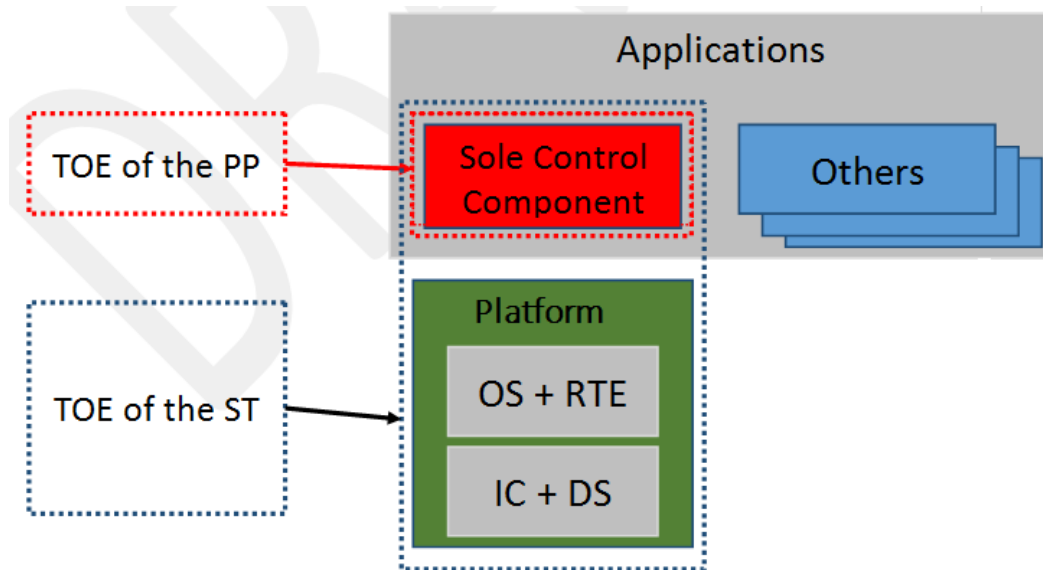 Applications
TOE of the PP
Sole Control
Component
Others
Platform
TOE of the ST
OS + RTE
IC + DS